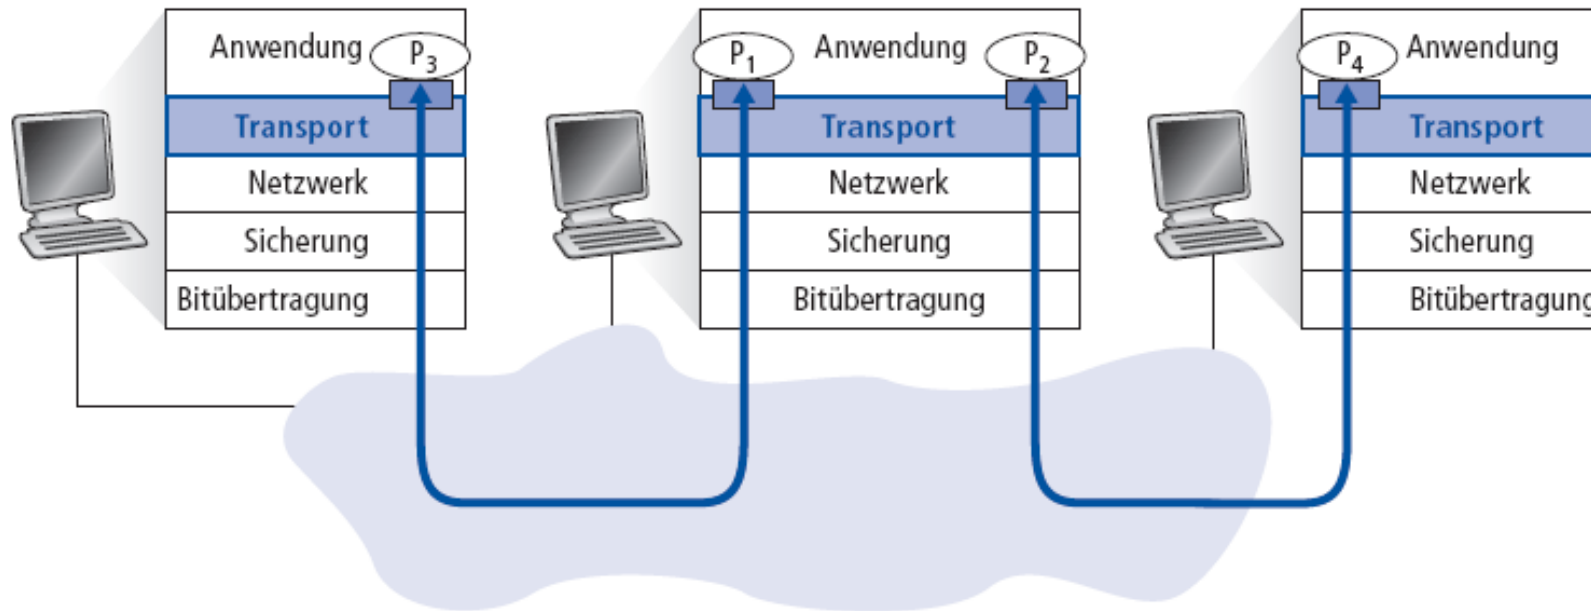 Anwendung P3
Transport
Netzwerk
Sicherung
Bitübertragung
P1 Anwendung P2
Transport
Netzwerk
Sicherung
Bitübertragung
P4 Anwendung
Transport
Netzwerk
Sicherung
Bitübertragung